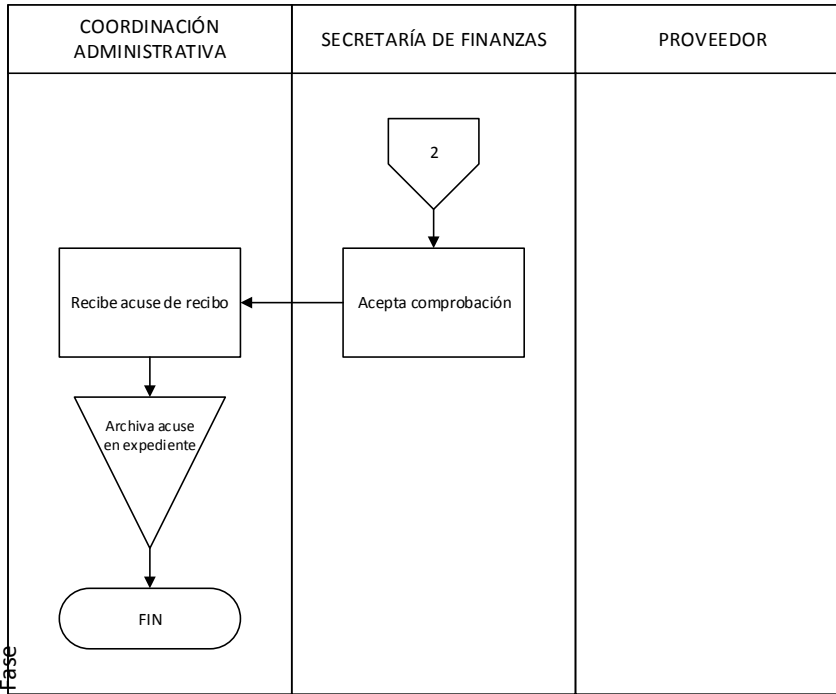 COORDINACIÓN
ADMINISTRATIVA
SECRETARÍA DE FINANZAS
PROVEEDOR
2
Acepta comprobación
Recibe acuse de recibo
Archiva acuse
en expediente
FIN
Fase